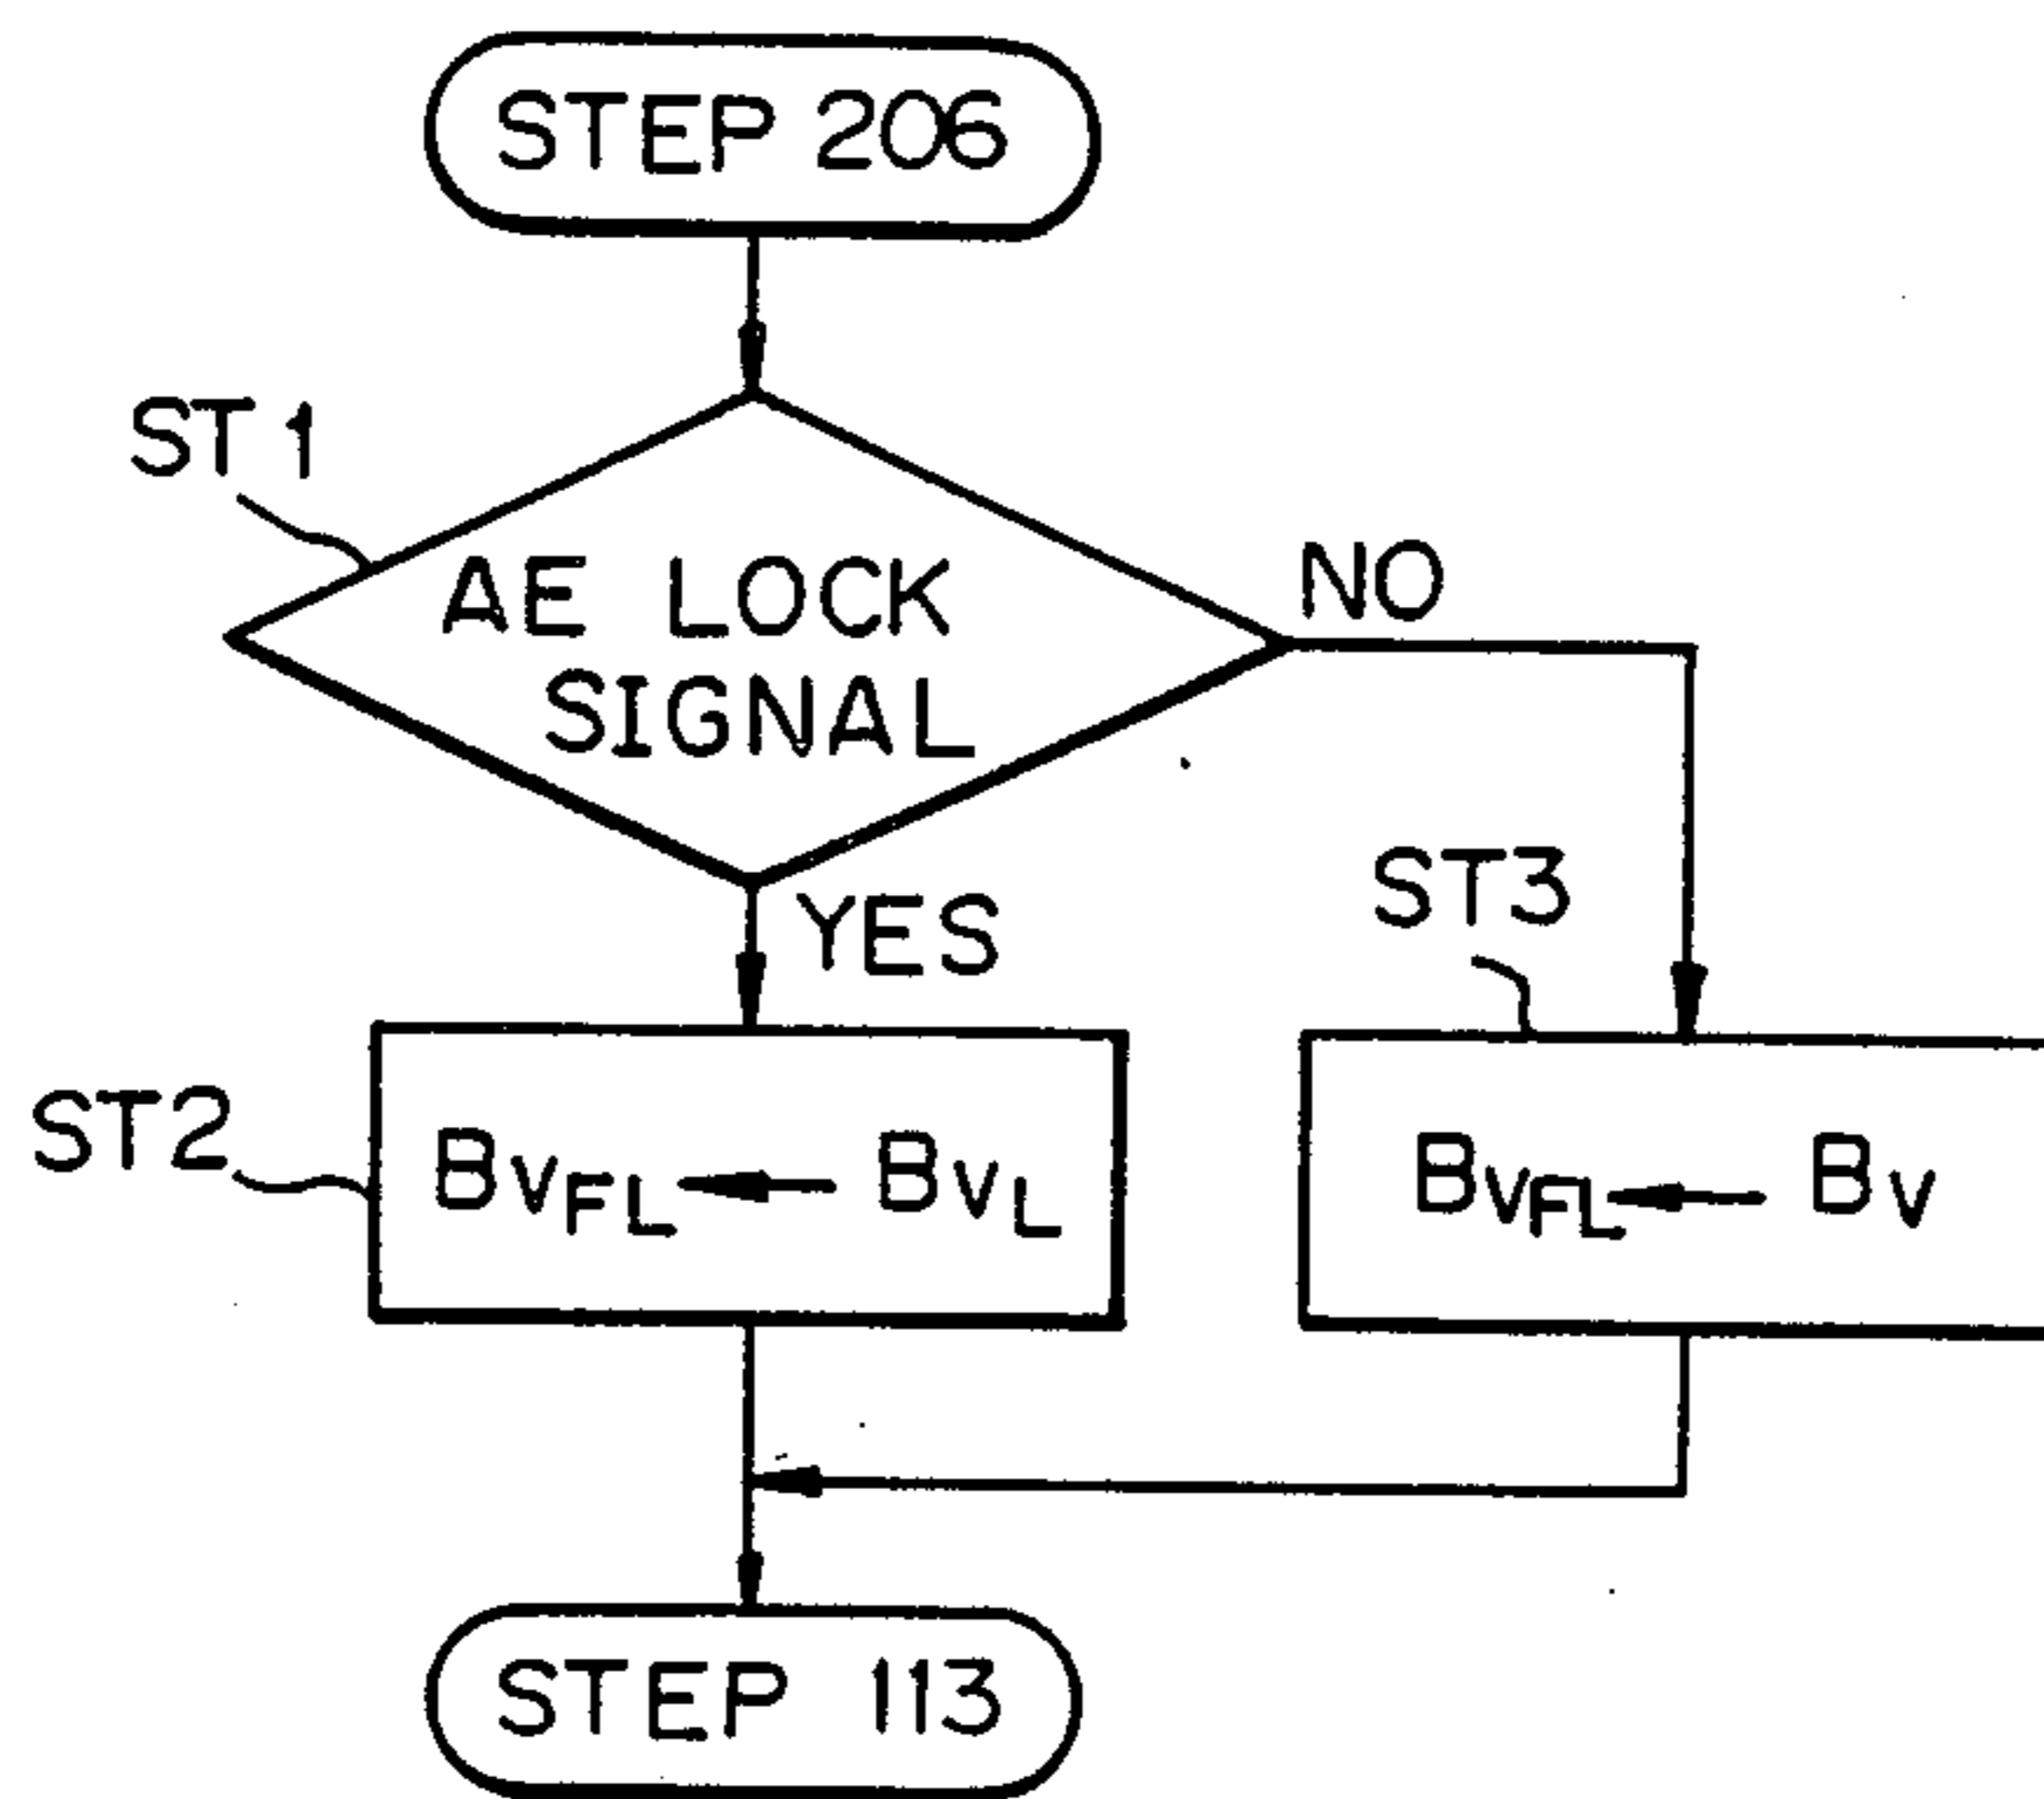 STEP 206
ST 1
AE LOCK
SIGNAL
NO
YES
ST3
ST2
BVFL ← BVL
BVFL ← BV
STEP 113